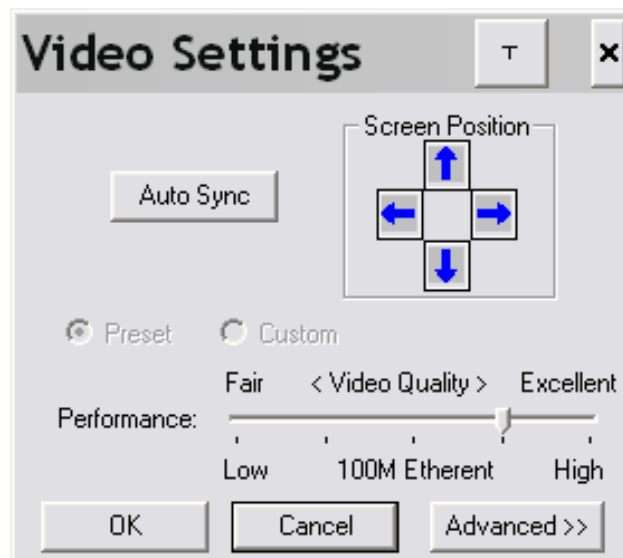 Video Settings T ×
Screen Position
Auto Sync
Preset Custom
Fair < Video Quality > Excellent
Performance:
Low 100M Etherent High
OK Cancel Advanced >>